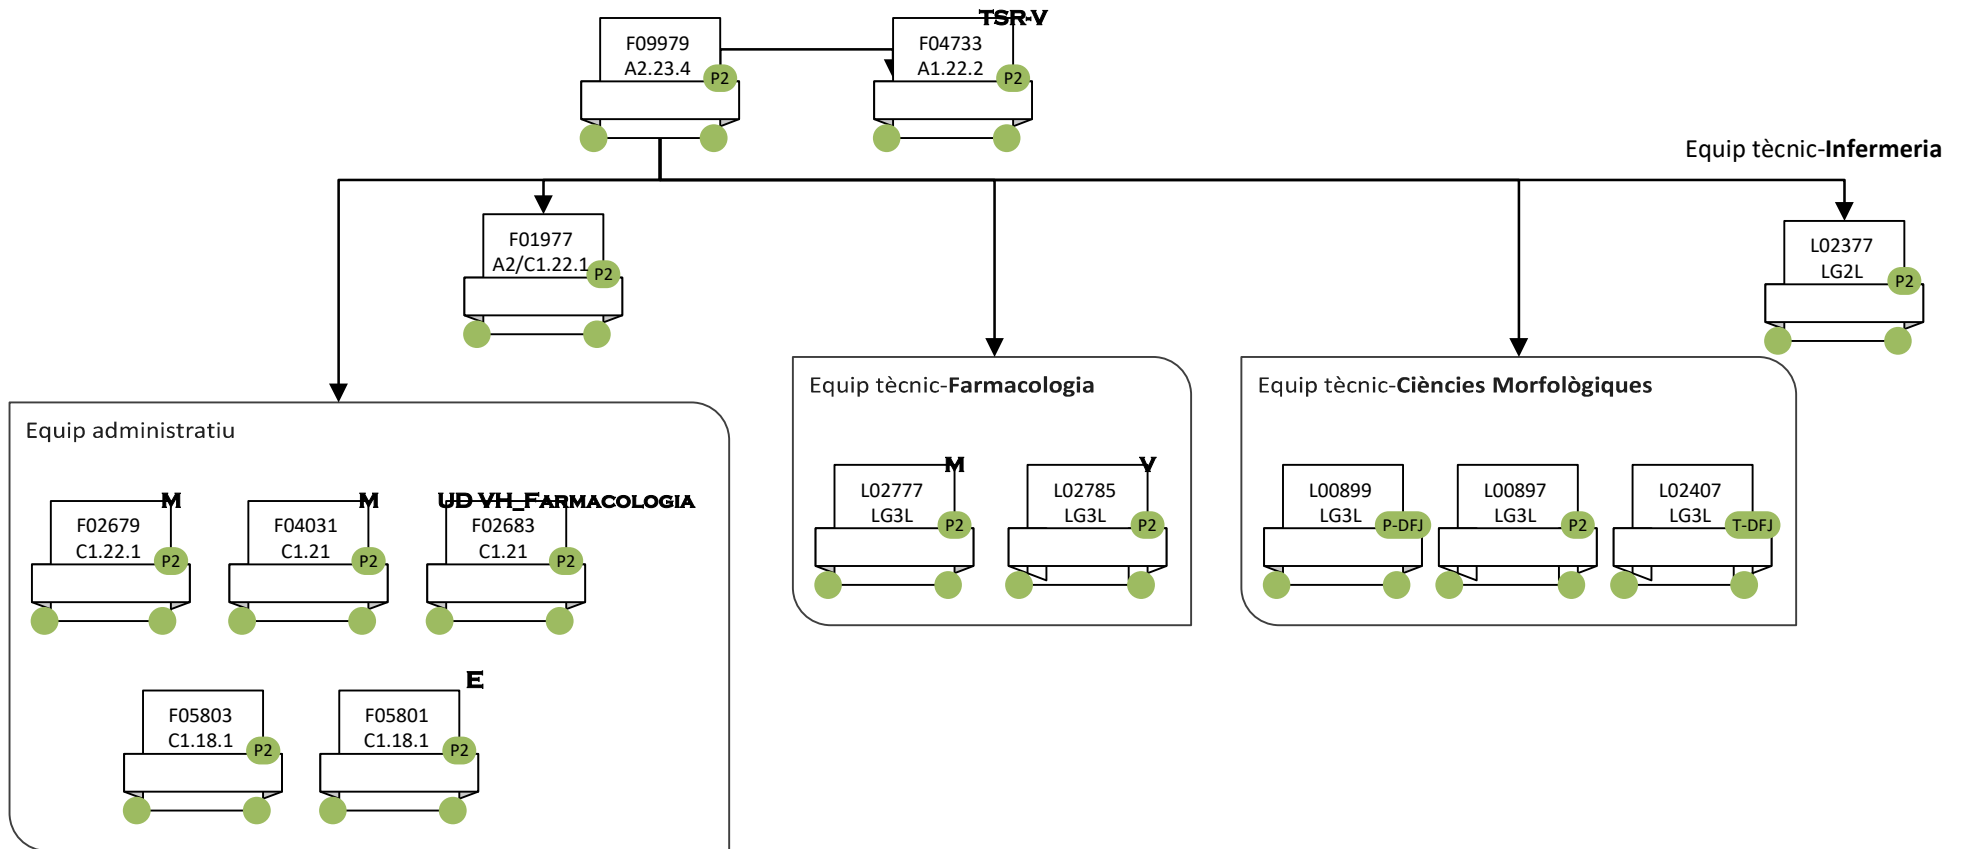 TSR-V
F09979
A2.23.4
P2
F04733
A1.22.2
P2
Equip tècnic-Infermeria
F01977
A2/C1.22.1
P2
L02377
LG2L
P2
Equip administratiu
M
F02679
C1.22.1
P2
M
F04031
C1.21
P2
UD VH_Farmacologia
F02683
C1.21
P2
F05803
C1.18.1
P2
E
F05801
C1.18.1
P2
Equip tècnic-Farmacologia
M
L02777
LG3L
P2
V
L02785
LG3L
P2
Equip tècnic-Ciències Morfològiques
L00899
LG3L
P-DFJ
L00897
LG3L
P2
L02407
LG3L
T-DFJ